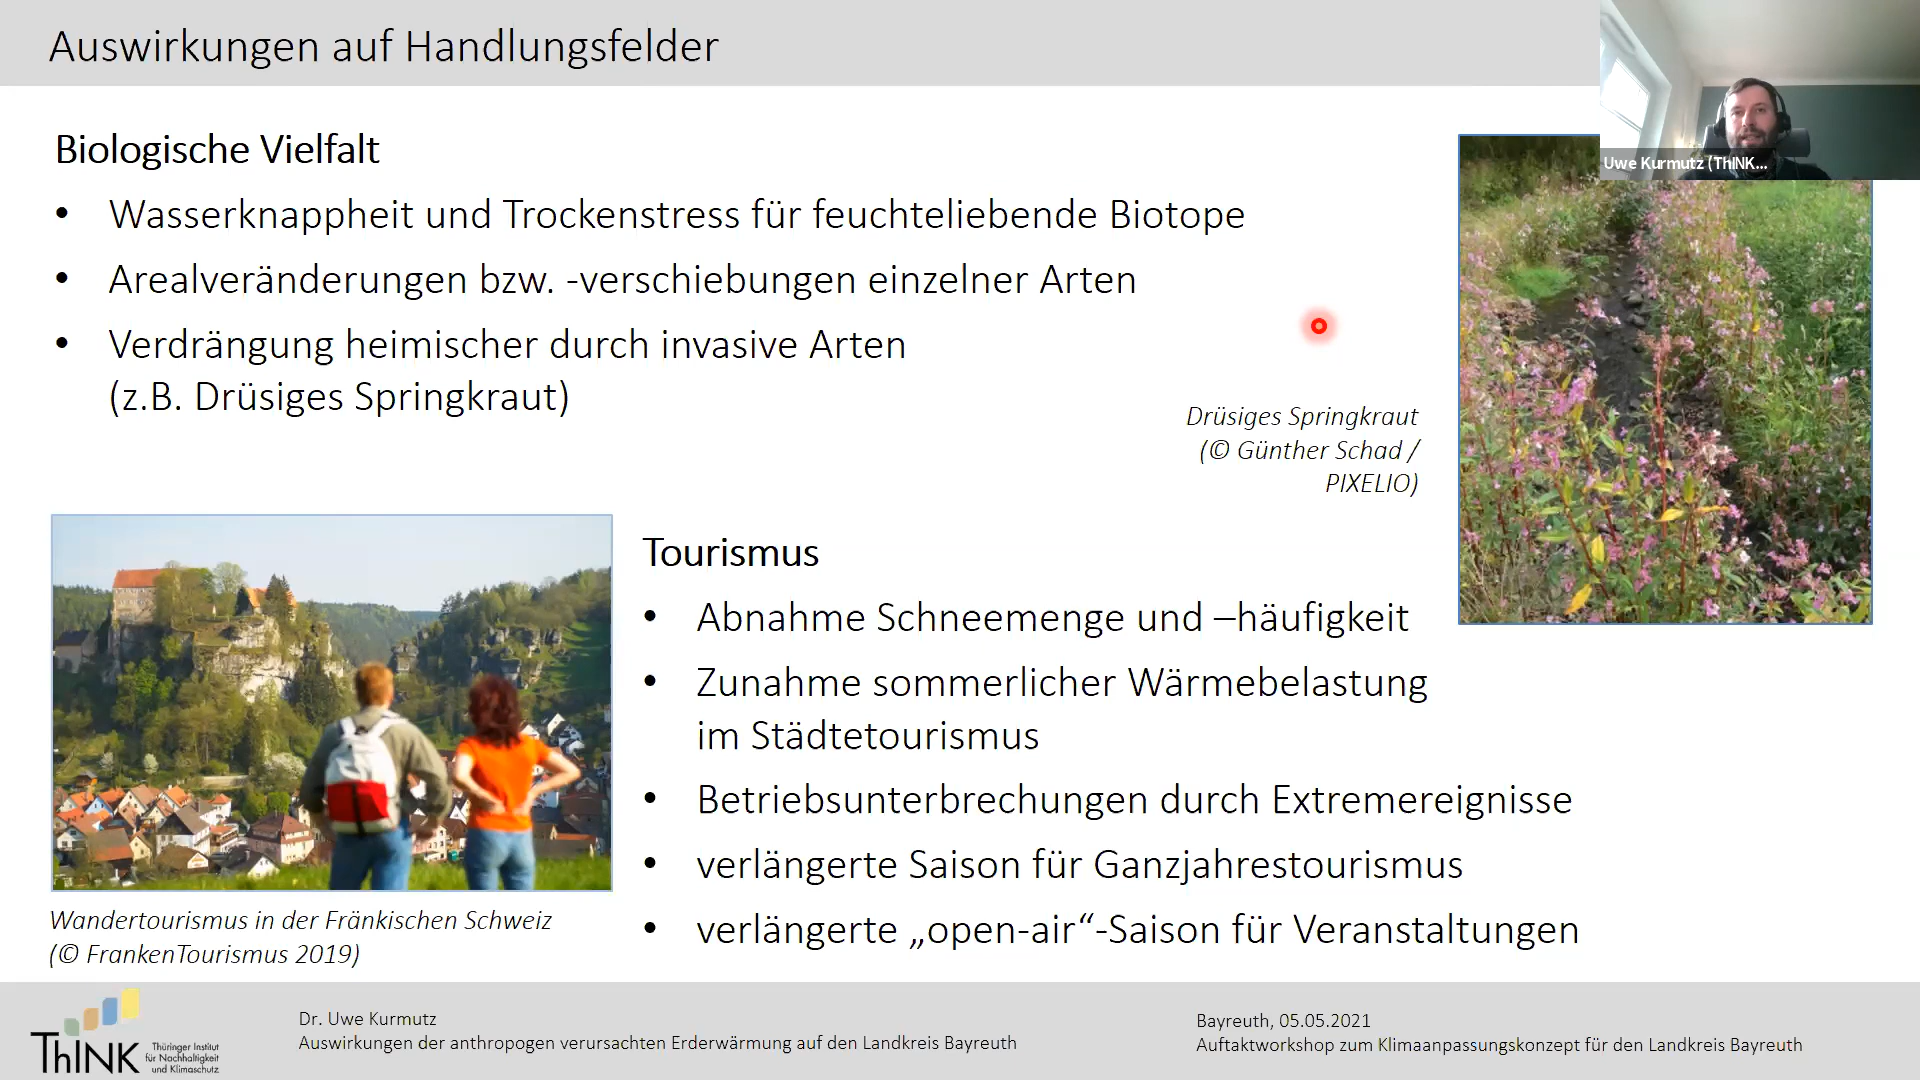 Auswirkungen auf Handlungsfelder
Uwe Kurmutz (ThINK...
Biologische Vielfalt
• Wasserknappheit und Trockenstress für feuchteliebende Biotope
• Arealveränderungen bzw. -verschiebungen einzelner Arten
• Verdrängung heimischer durch invasive Arten
(z.B. Drüsiges Springkraut)
Drüsiges Springkraut
(© Günther Schad /
PIXELIO)
Tourismus
• Abnahme Schneemenge und –häufigkeit
• Zunahme sommerlicher Wärmebelastung
im Städtetourismus
• Betriebsunterbrechungen durch Extremereignisse
• verlängerte Saison für Ganzjahrestourismus
• verlängerte „open-air“-Saison für Veranstaltungen
Wandertourismus in der Fränkischen Schweiz
(© FrankenTourismus 2019)
ThINK
Thüringer Institut
für Nachhaltigkeit
und Klimaschutz
Dr. Uwe Kurmutz
Auswirkungen der anthropogen verursachten Erderwärmung auf den Landkreis Bayreuth
Bayreuth, 05.05.2021
Auftaktworkshop zum Klimaanpassungskonzept für den Landkreis Bayreuth